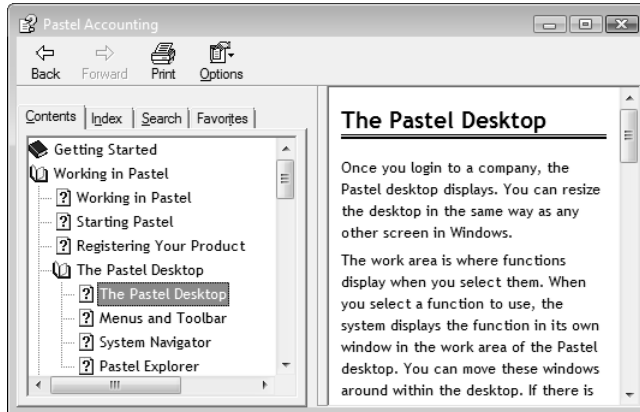 Pastel Accounting
Back Forward Print Options
Contents Index Search Favorites
Getting Started
Working in Pastel
Working in Pastel
Starting Pastel
Registering Your Product
The Pastel Desktop
The Pastel Desktop
Menus and Toolbar
System Navigator
Pastel Explorer
The Pastel Desktop
Once you login to a company, the
Pastel desktop displays. You can resize
the desktop in the same way as any
other screen in Windows.
The work area is where functions
display when you select them. When
you select a function to use, the
system displays the function in its own
window in the work area of the Pastel
desktop. You can move these windows
around within the desktop. If there is